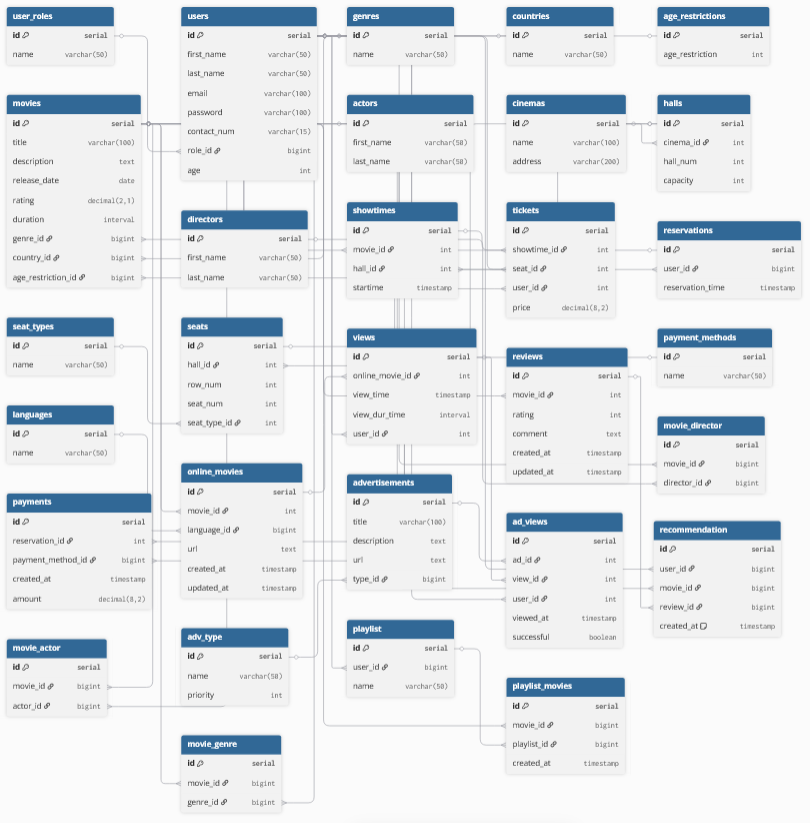 user_roles
id serial
name varchar(50)
users
id serial
first_name varchar(50)
last_name varchar(50)
email varchar(100)
password varchar(100)
contact_num varchar(15)
role_id bigint
age int
genres
id serial
name varchar(50)
countries
id serial
name varchar(50)
age_restrictions
id serial
age_restriction int
movies
id serial
title varchar(100)
description text
release_date date
rating decimal(2,1)
duration interval
genre_id bigint
country_id bigint
age_restriction_id bigint
actors
id serial
first_name varchar(50)
last_name varchar(50)
cinemas
id serial
name varchar(100)
address varchar(200)
halls
id serial
cinema_id int
hall_num int
capacity int
directors
id serial
first_name varchar(50)
last_name varchar(50)
showtimes
id serial
movie_id int
hall_id int
startime timestamp
tickets
id serial
showtime_id int
seat_id int
user_id int
price decimal(8,2)
reservations
id serial
user_id bigint
reservation_time timestamp
seat_types
id serial
name varchar(50)
seats
id serial
hall_id int
row_num int
seat_num int
seat_type_id int
views
id serial
online_movie_id int
view_time timestamp
view_dur_time interval
user_id int
reviews
id serial
movie_id int
rating int
comment text
created_at timestamp
updated_at timestamp
payment_methods
id serial
name varchar(50)
languages
id serial
name varchar(50)
movie_director
id serial
movie_id bigint
director_id bigint
online_movies
id serial
movie_id int
language_id bigint
url text
created_at timestamp
updated_at timestamp
advertisements
id serial
title varchar(100)
description text
url text
type_id bigint
payments
id serial
reservation_id int
payment_method_id bigint
created_at timestamp
amount decimal(8,2)
ad_views
id serial
ad_id int
view_id int
user_id int
viewed_at timestamp
successful boolean
recommendation
id serial
user_id bigint
movie_id bigint
review_id bigint
created_at timestamp
movie_actor
id serial
movie_id bigint
actor_id bigint
adv_type
id serial
name varchar(50)
priority int
playlist
id serial
user_id bigint
name varchar(50)
playlist_movies
id serial
movie_id bigint
playlist_id bigint
created_at timestamp
movie_genre
id serial
movie_id bigint
genre_id bigint